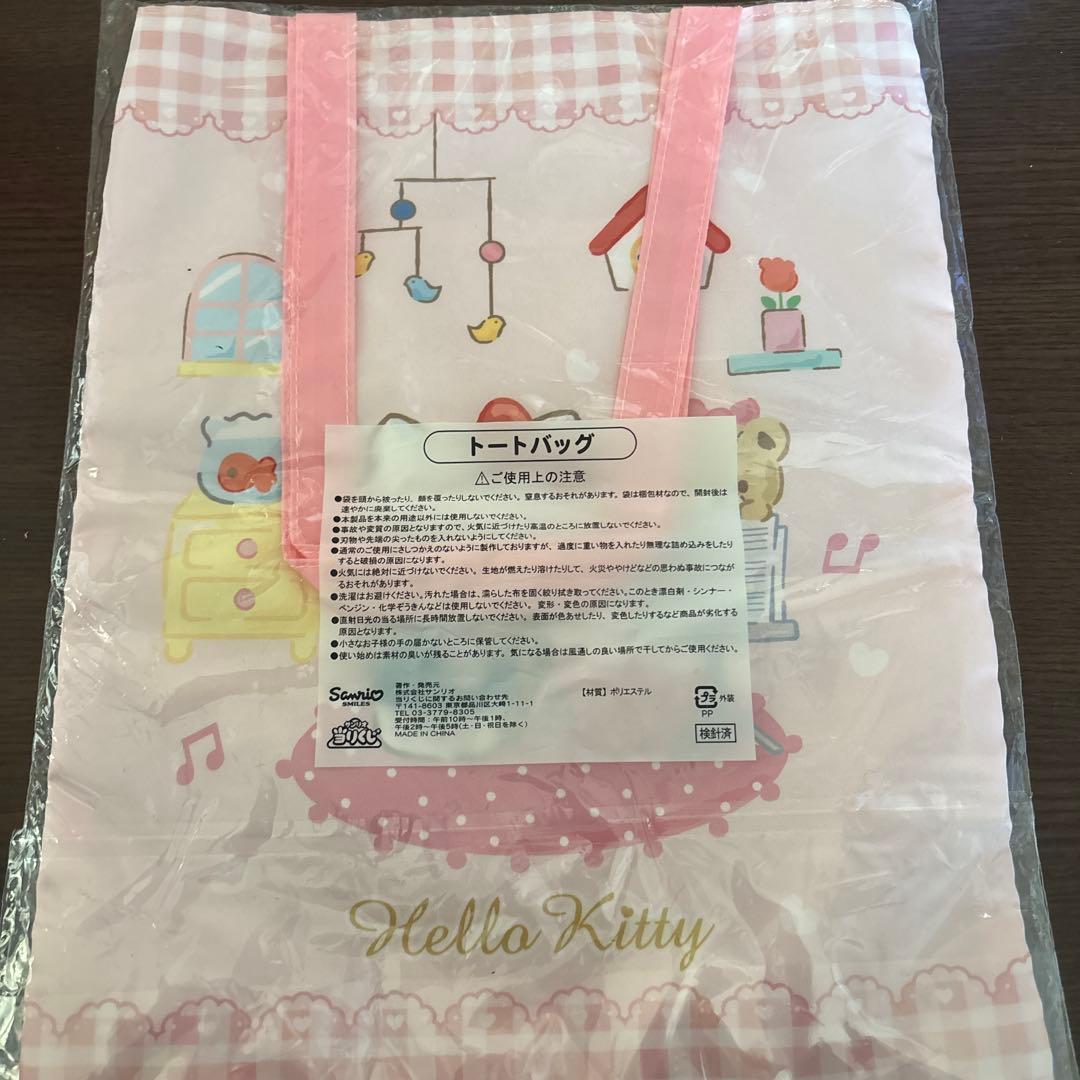 トートバッグ
⚠ご使用上の注意
●袋を頭から被ったり、顔を覆ったりしないでください。窒息するおそれがあります。袋は梱包材なので、開封後は
速やかに廃棄してください。
●本製品を本来の用途以外には使用しないでください。
●事故や変質の原因となりますので、火気に近づけたり高温のところに放置しないでください。
●刃物や先端の尖ったものを入れないようにしてください。
●通常のご使用にさしつかえのないように製作しておりますが、過度に重い物を入れたり無理な詰め込みをしたり
すると破損の原因になります。
●火気には絶対に近づけないでください。生地が燃えたり溶けたりして、火災ややけどなどの思わぬ事故につなが
るおそれがあります。
●洗濯はお避けください。汚れた場合は、濡らした布を固く絞り拭き取ってください。このとき漂白剤・シンナー・
ベンジン・化学ぞうきんなどは使用しないでください。変形・変色の原因になります。
●直射日光の当る場所に長時間放置しないでください。表面が色あせしたり、変色したりするなど商品が劣化する
原因となります。
●小さなお子様の手の届かないところに保管してください。
●使い始めは素材の臭いが残ることがあります。気になる場合は風通しの良い場所で干してからご使用ください。
Sanrio
SMILES
サンリオ
当りくじ
著作・発売元
株式会社サンリオ
当りくじに関するお問い合わせ先
〒141-8603 東京都品川区大崎1-11-1
TEL 03-3779-8305
受付時間：午前10時〜午後1時、
午後2時〜午後5時(土・日・祝日を除く)
MADE IN CHINA
【材質】ポリエステル
プラ 外装
PP
検針済
Hello Kitty